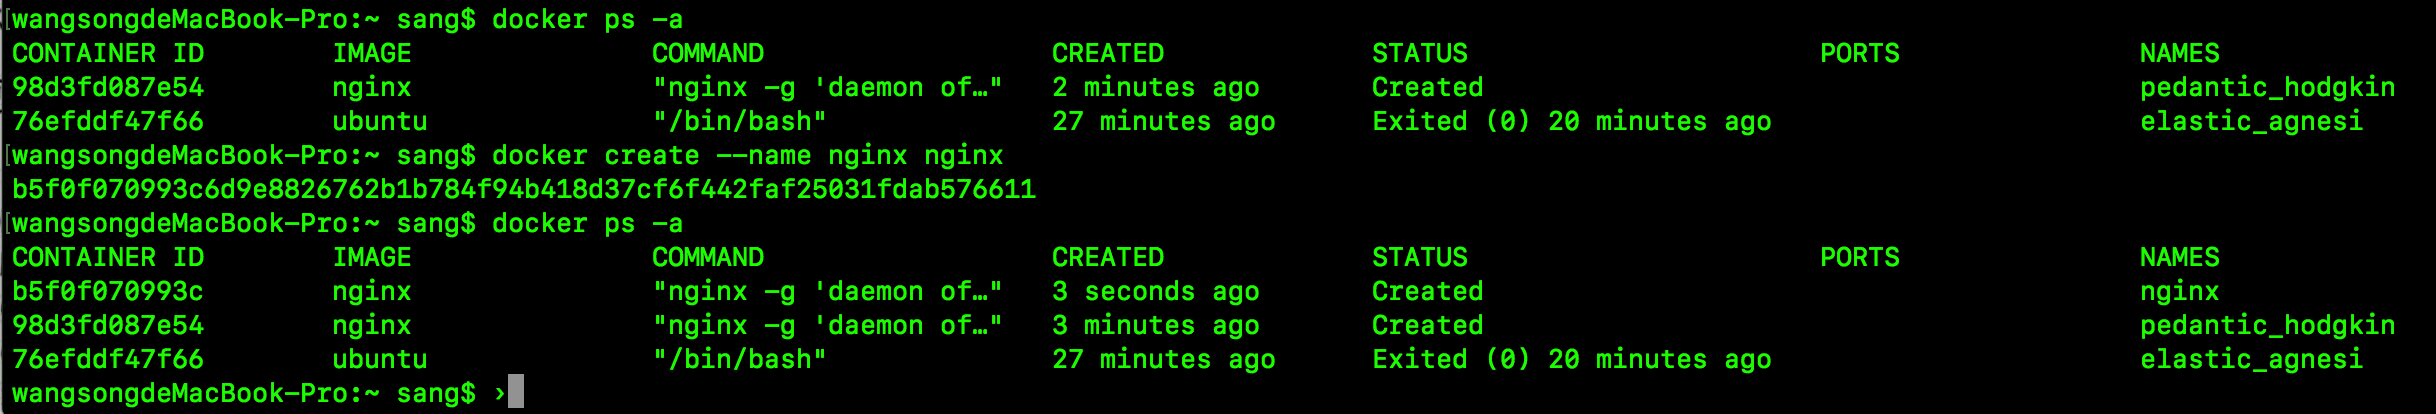 [wangsongdeMacBook-Pro:~ sang$ docker ps -a
CONTAINER ID        IMAGE               COMMAND                  CREATED             STATUS                      PORTS               NAMES
98d3fd087e54        nginx               "nginx -g 'daemon of…"   2 minutes ago       Created                                         pedantic_hodgkin
76efddf47f66        ubuntu              "/bin/bash"              27 minutes ago      Exited (0) 20 minutes ago                       elastic_agnesi
[wangsongdeMacBook-Pro:~ sang$ docker create --name nginx nginx
b5f0f070993c6d9e8826762b1b784f94b418d37cf6f442faf25031fdab576611
[wangsongdeMacBook-Pro:~ sang$ docker ps -a
CONTAINER ID        IMAGE               COMMAND                  CREATED             STATUS                      PORTS               NAMES
b5f0f070993c        nginx               "nginx -g 'daemon of…"   3 seconds ago       Created                                         nginx
98d3fd087e54        nginx               "nginx -g 'daemon of…"   3 minutes ago       Created                                         pedantic_hodgkin
76efddf47f66        ubuntu              "/bin/bash"              27 minutes ago      Exited (0) 20 minutes ago                       elastic_agnesi
wangsongdeMacBook-Pro:~ sang$ ›